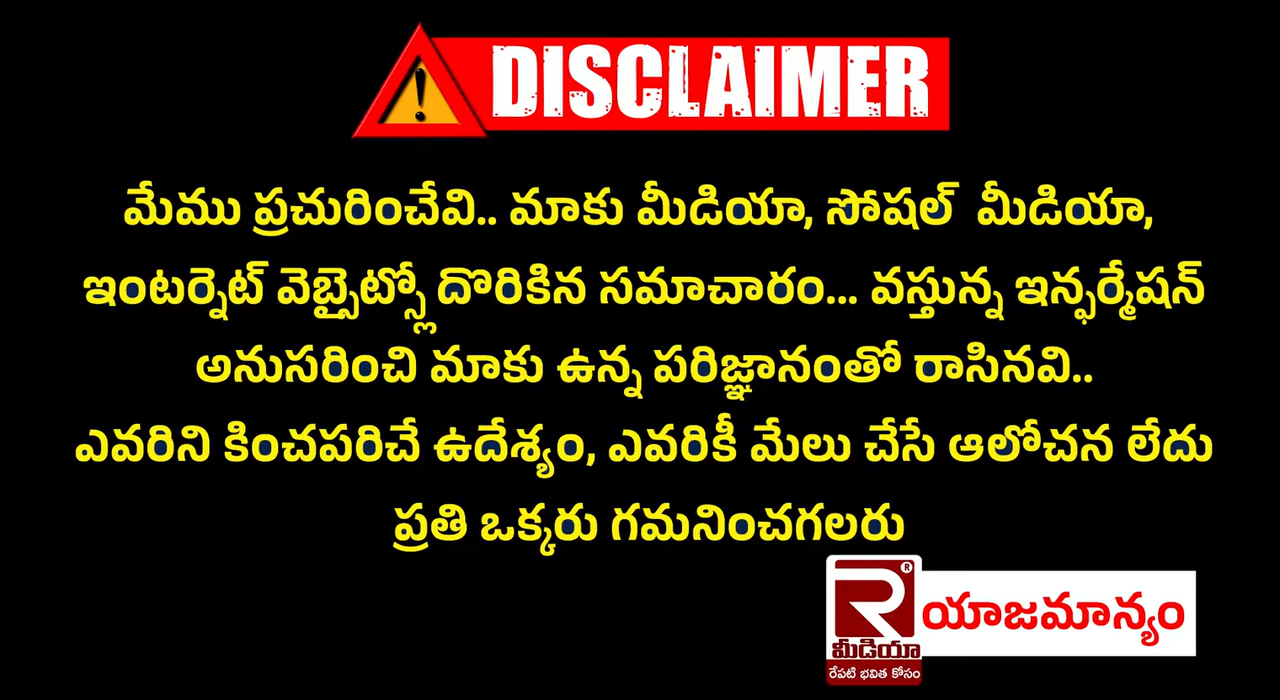 DISCLAIMER
మేము ప్రచురించేవి.. మాకు మీడియా, సోషల్ మీడియా,
ఇంటర్నెట్ వెబ్సైట్స్లో దొరికిన సమాచారం... వస్తున్న ఇన్ఫర్మేషన్
అనుసరించి మాకు ఉన్న పరిజ్ఞానంతో రాసినవి..
ఎవరిని కించపరిచే ఉదేశ్యం, ఎవరికీ మేలు చేసే ఆలోచన లేదు
ప్రతి ఒక్కరు గమనించగలరు
R ®
మీడియా
రేపటి భవిత కోసం
యాజమాన్యం